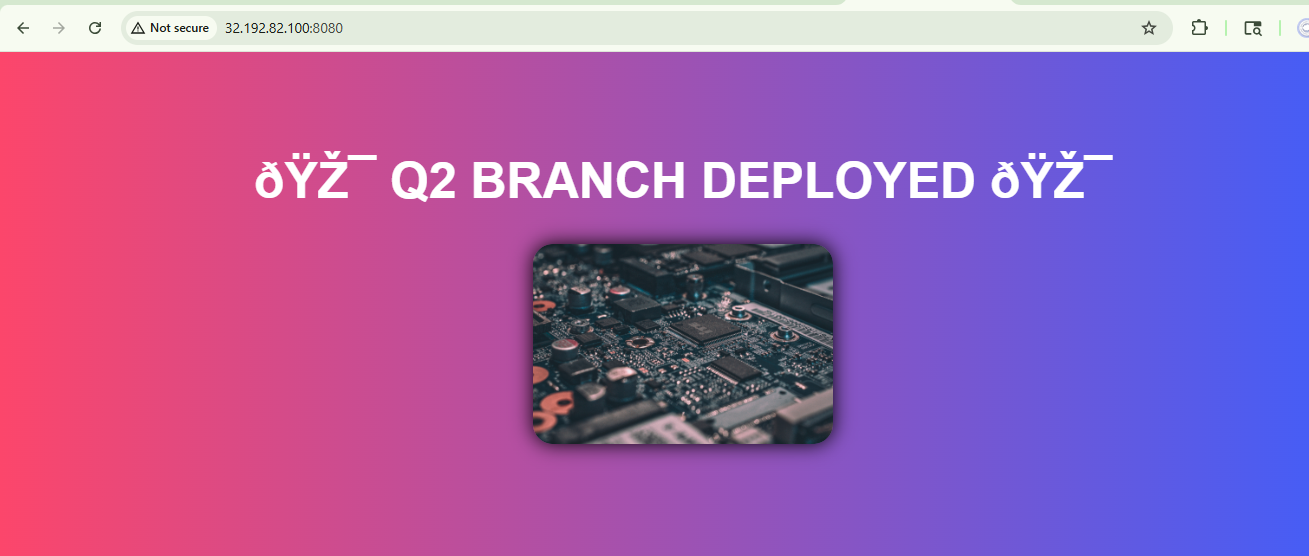 Not secure 32.192.82.100:8080
ðŸŽ¯ Q2 BRANCH DEPLOYED ðŸŽ¯